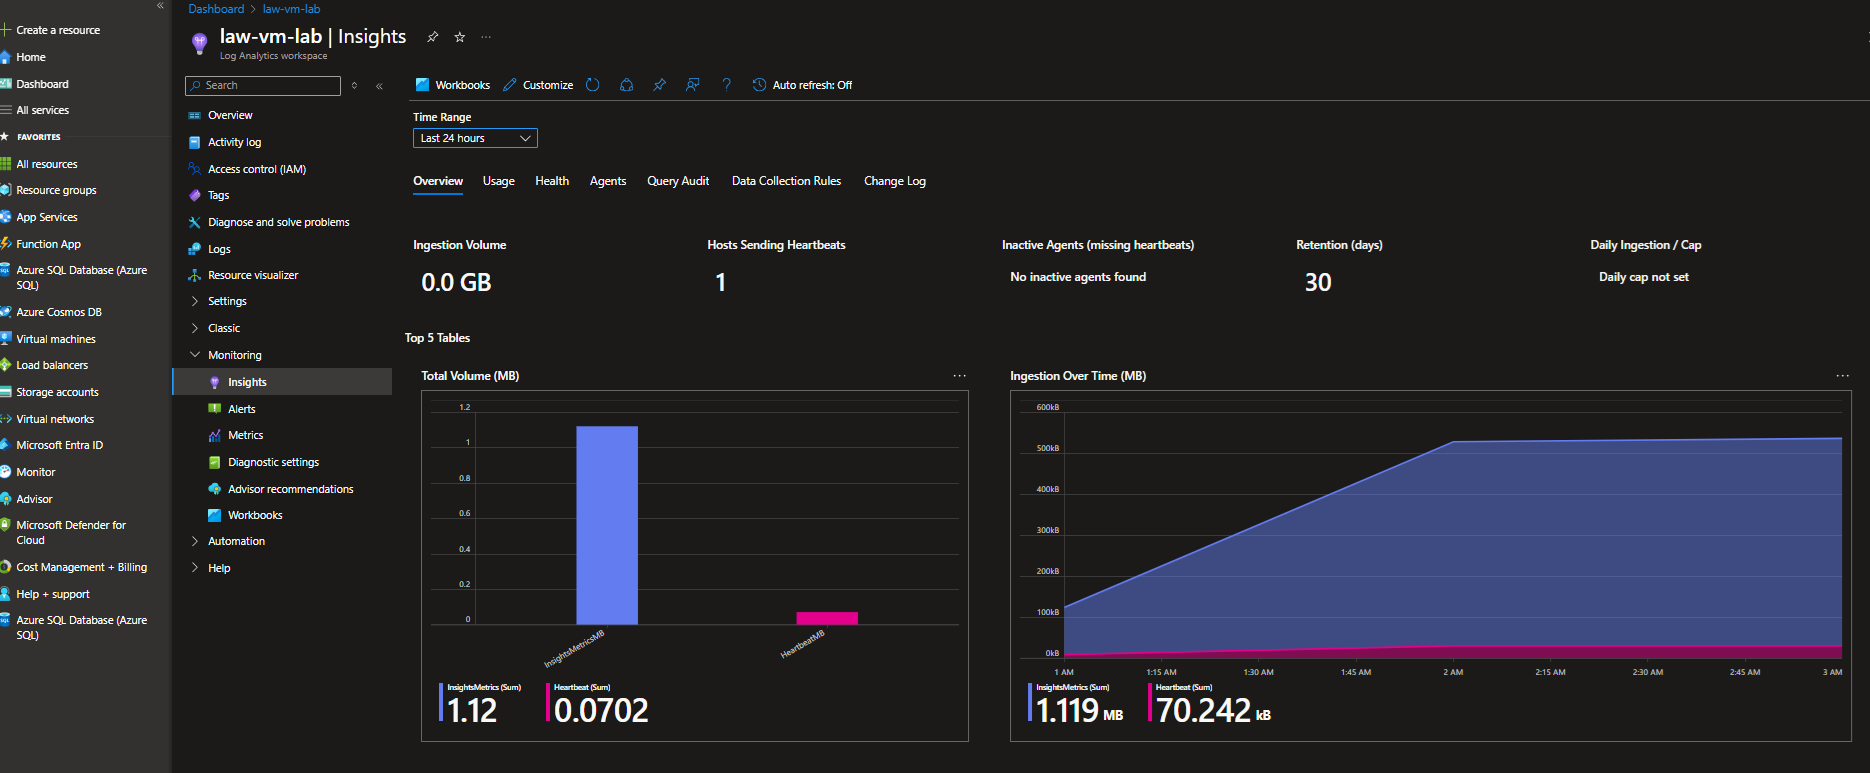 Dashboard > law-vm-lab
law-vm-lab | Insights
Log Analytics workspace
Create a resource
Home
Dashboard
All services
FAVORITES
All resources
Resource groups
App Services
Function App
Azure SQL Database (Azure
SQL)
Azure Cosmos DB
Virtual machines
Load balancers
Storage accounts
Virtual networks
Microsoft Entra ID
Monitor
Advisor
Microsoft Defender for
Cloud
Cost Management + Billing
Help + support
Azure SQL Database (Azure
SQL)
Search
Overview
Activity log
Access control (IAM)
Tags
Diagnose and solve problems
Logs
Resource visualizer
Settings
Classic
Monitoring
Insights
Alerts
Metrics
Diagnostic settings
Advisor recommendations
Workbooks
Automation
Help
Workbooks Customize Auto refresh: Off
Time Range
Last 24 hours
Overview Usage Health Agents Query Audit Data Collection Rules Change Log
Ingestion Volume Hosts Sending Heartbeats Inactive Agents (missing heartbeats) Retention (days) Daily Ingestion / Cap
0.0 GB 1 No inactive agents found 30 Daily cap not set
Top 5 Tables
Total Volume (MB)
1.2
1
0.8
0.6
0.4
0.2
0
InsightsMetricsMB HeartbeatMB
InsightsMetrics (Sum) Heartbeat (Sum)
1.12 0.0702
Ingestion Over Time (MB)
600kB
500kB
400kB
300kB
200kB
100kB
0kB
1 AM 1:15 AM 1:30 AM 1:45 AM 2 AM 2:15 AM 2:30 AM 2:45 AM 3 AM
InsightsMetrics (Sum) Heartbeat (Sum)
1.119 MB 70.242 kB